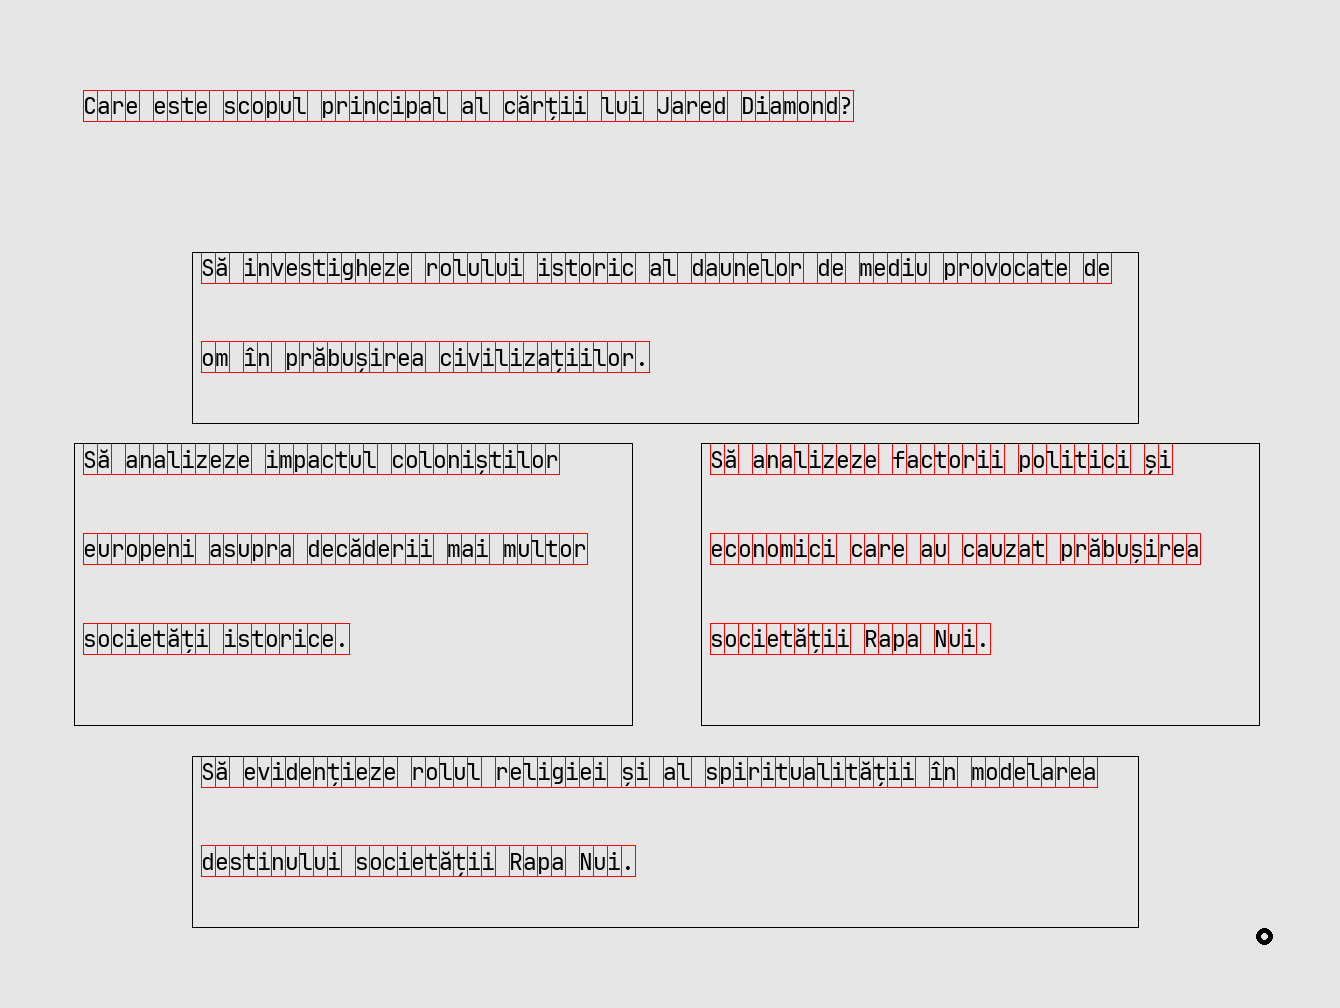 Care este scopul principal al cărții lui Jared Diamond?
Să investigheze rolului istoric al daunelor de mediu provocate de
om în prăbușirea civilizațiilor.
Să analizeze impactul coloniștilor
europeni asupra decăderii mai multor
societăți istorice.
Să analizeze factorii politici și
economici care au cauzat prăbușirea
societății Rapa Nui.
Să evidențieze rolul religiei și al spiritualității în modelarea
destinului societății Rapa Nui.